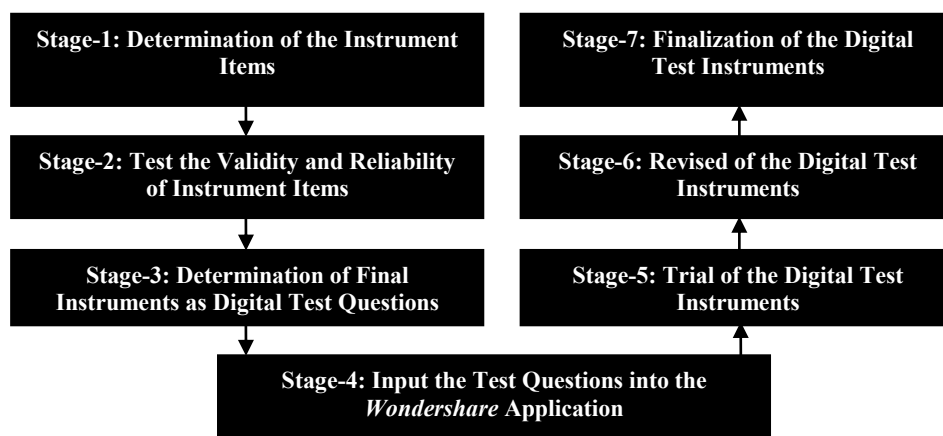 Stage-1: Determination of the Instrument
Items
Stage-2: Test the Validity and Reliability
of Instrument Items
Stage-3: Determination of Final
Instruments as Digital Test Questions
Stage-4: Input the Test Questions into the
Wondershare Application
Stage-5: Trial of the Digital Test
Instruments
Stage-6: Revised of the Digital Test
Instruments
Stage-7: Finalization of the Digital
Test Instruments